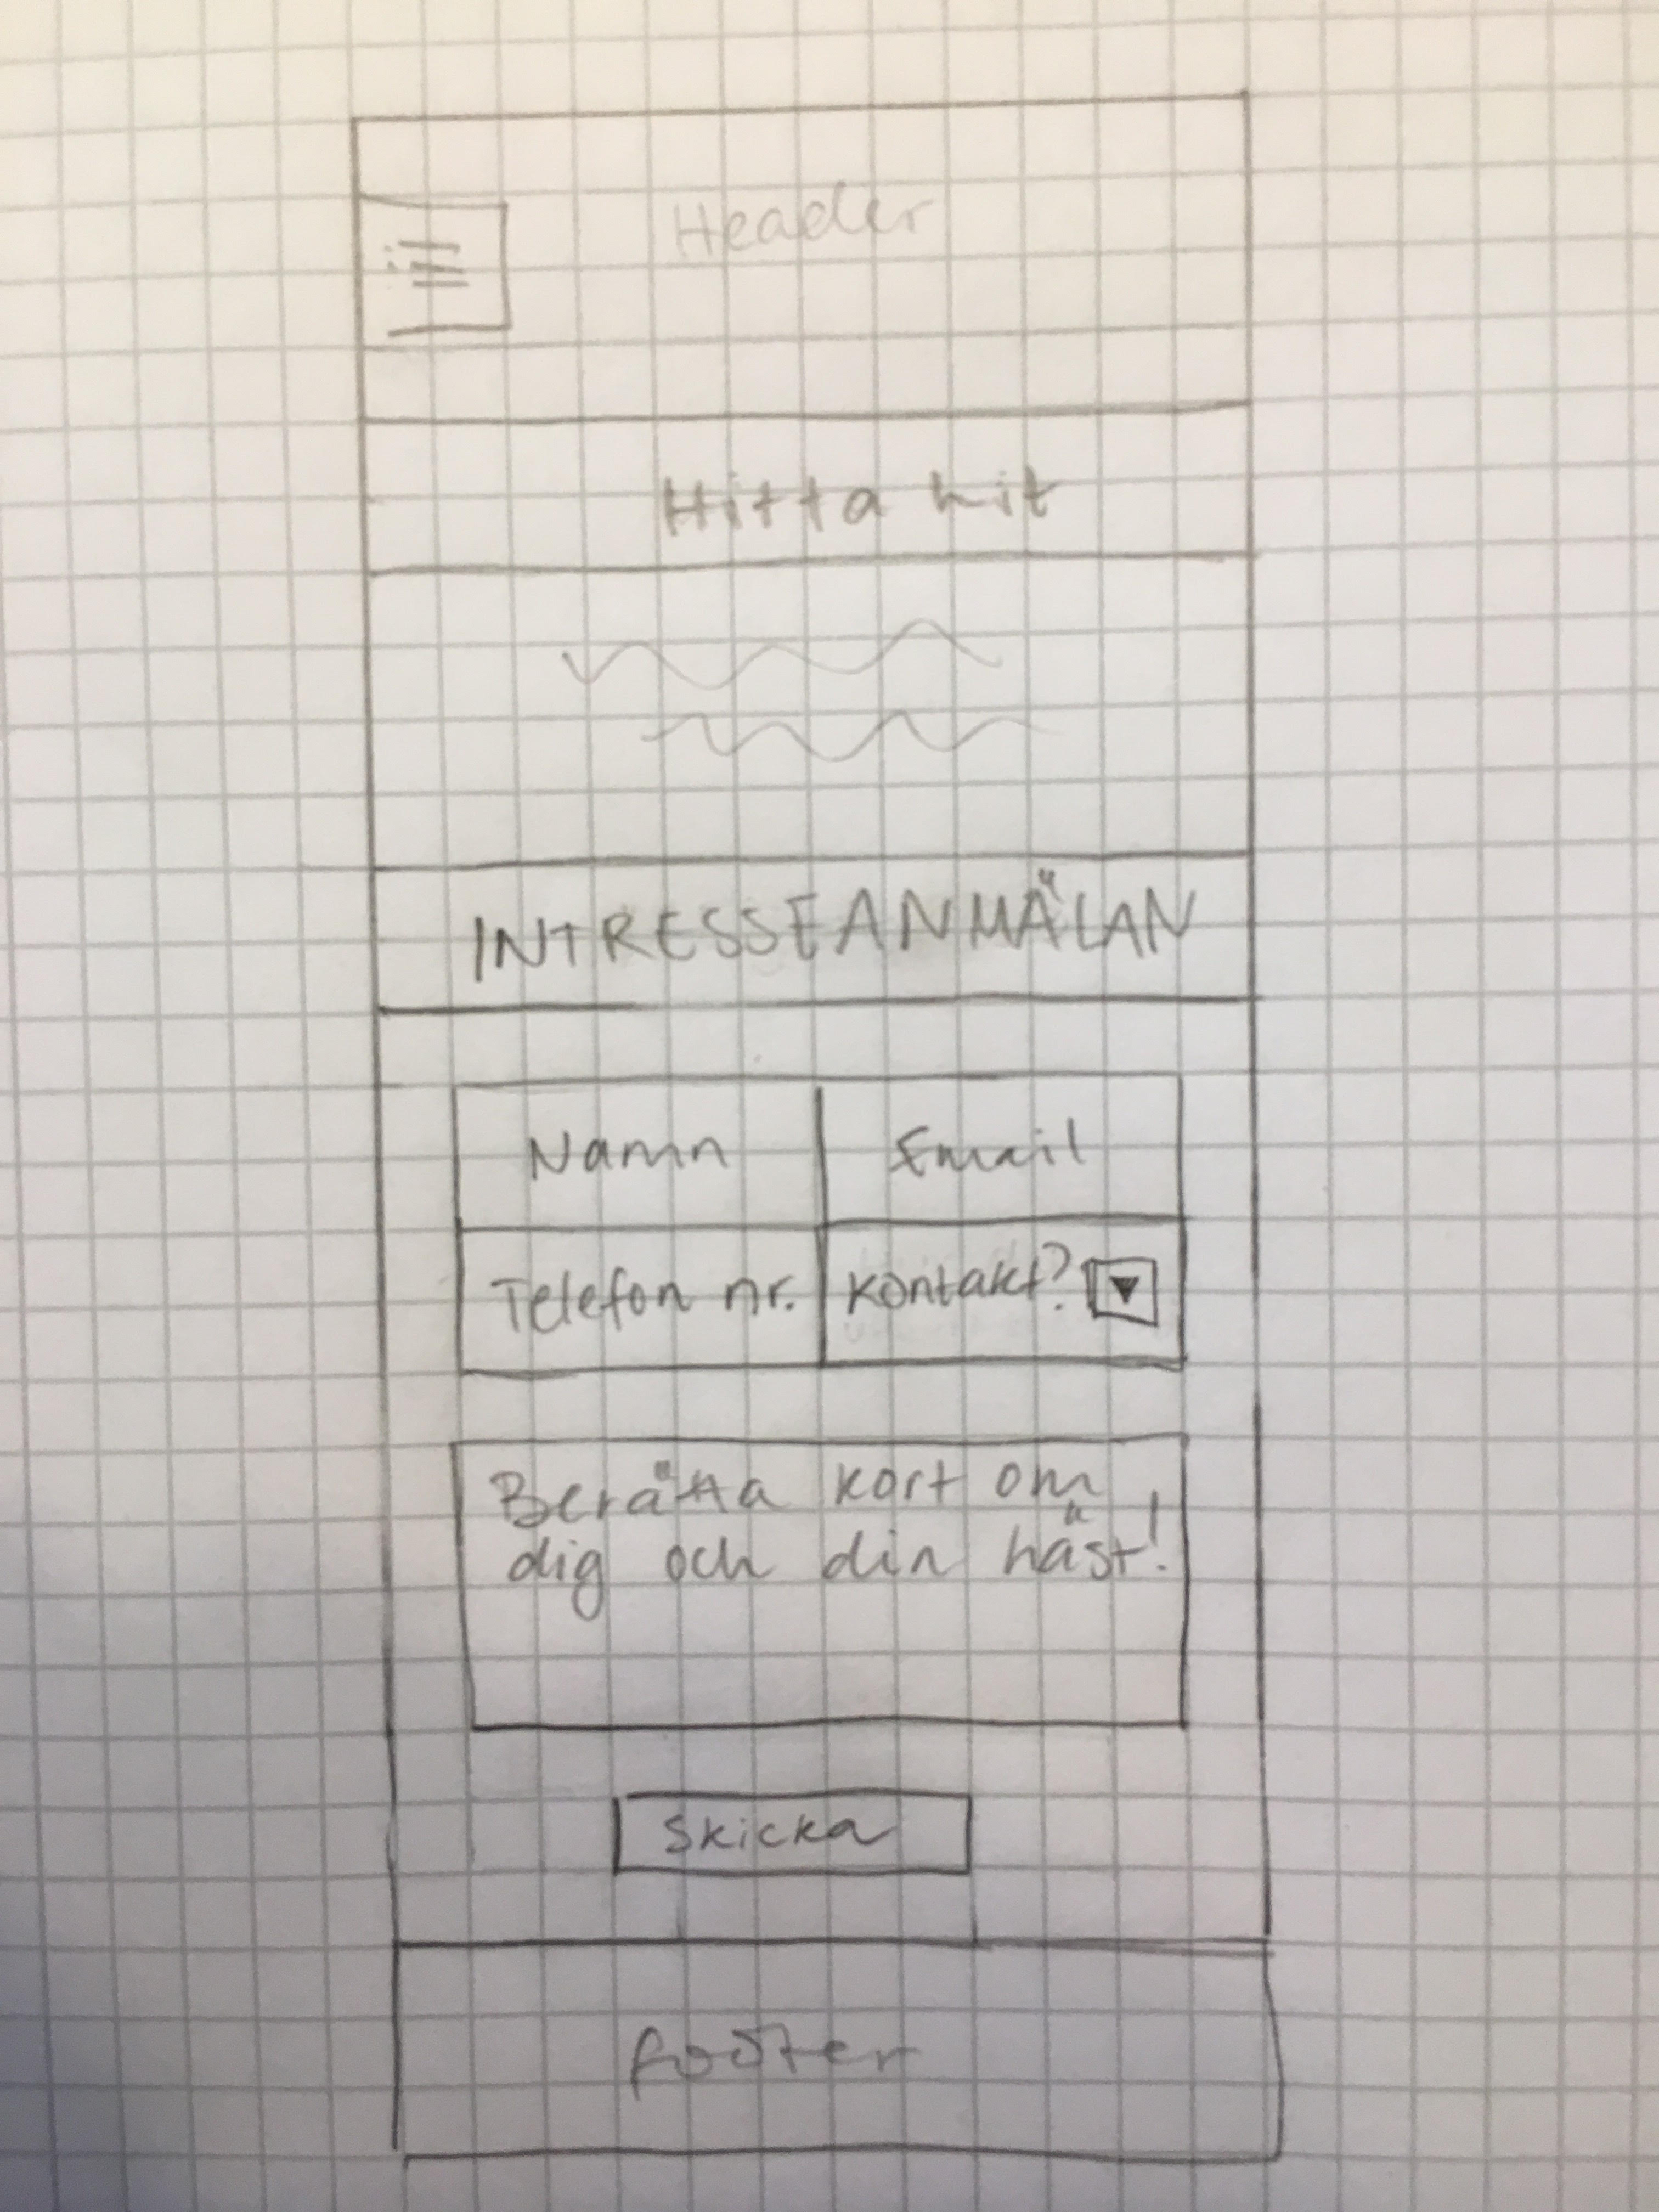 Header
Hitta hit
INTRESSEANMÄLAN
Namn Email
Telefon nr. Kontakt?
Berätta kort om
dig och din häst!
Skicka
footer